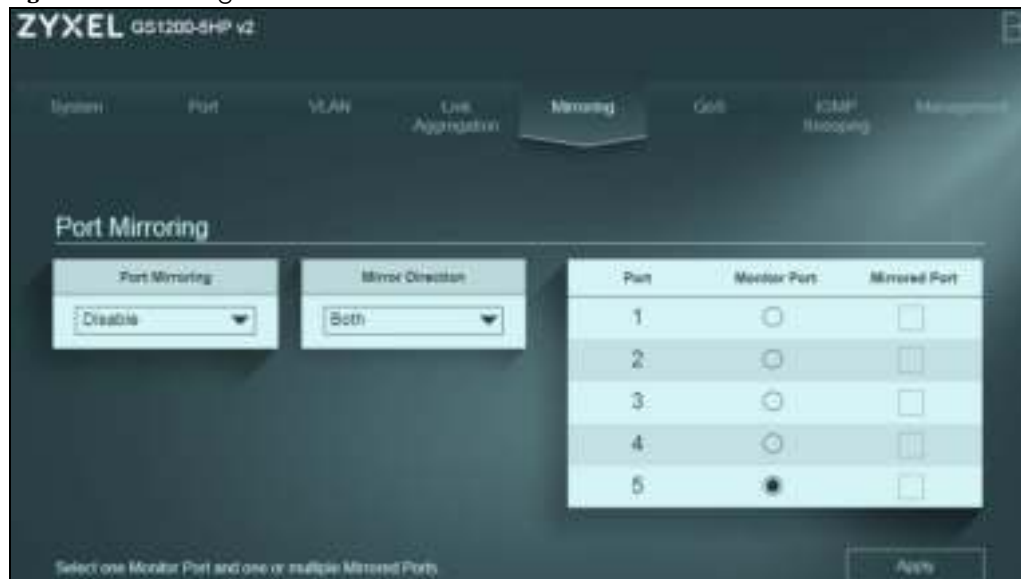 ZYXEL GS1200-5HP v2
System Port VLAN Link Aggregation Mirroring QoS IGMP Snooping Management
Port Mirroring
Port Mirroring
Disable
Mirror Direction
Both
Port Monitor Port Mirrored Port
1
2
3
4
5
Select one Monitor Port and one or multiple Mirrored Ports
Apply